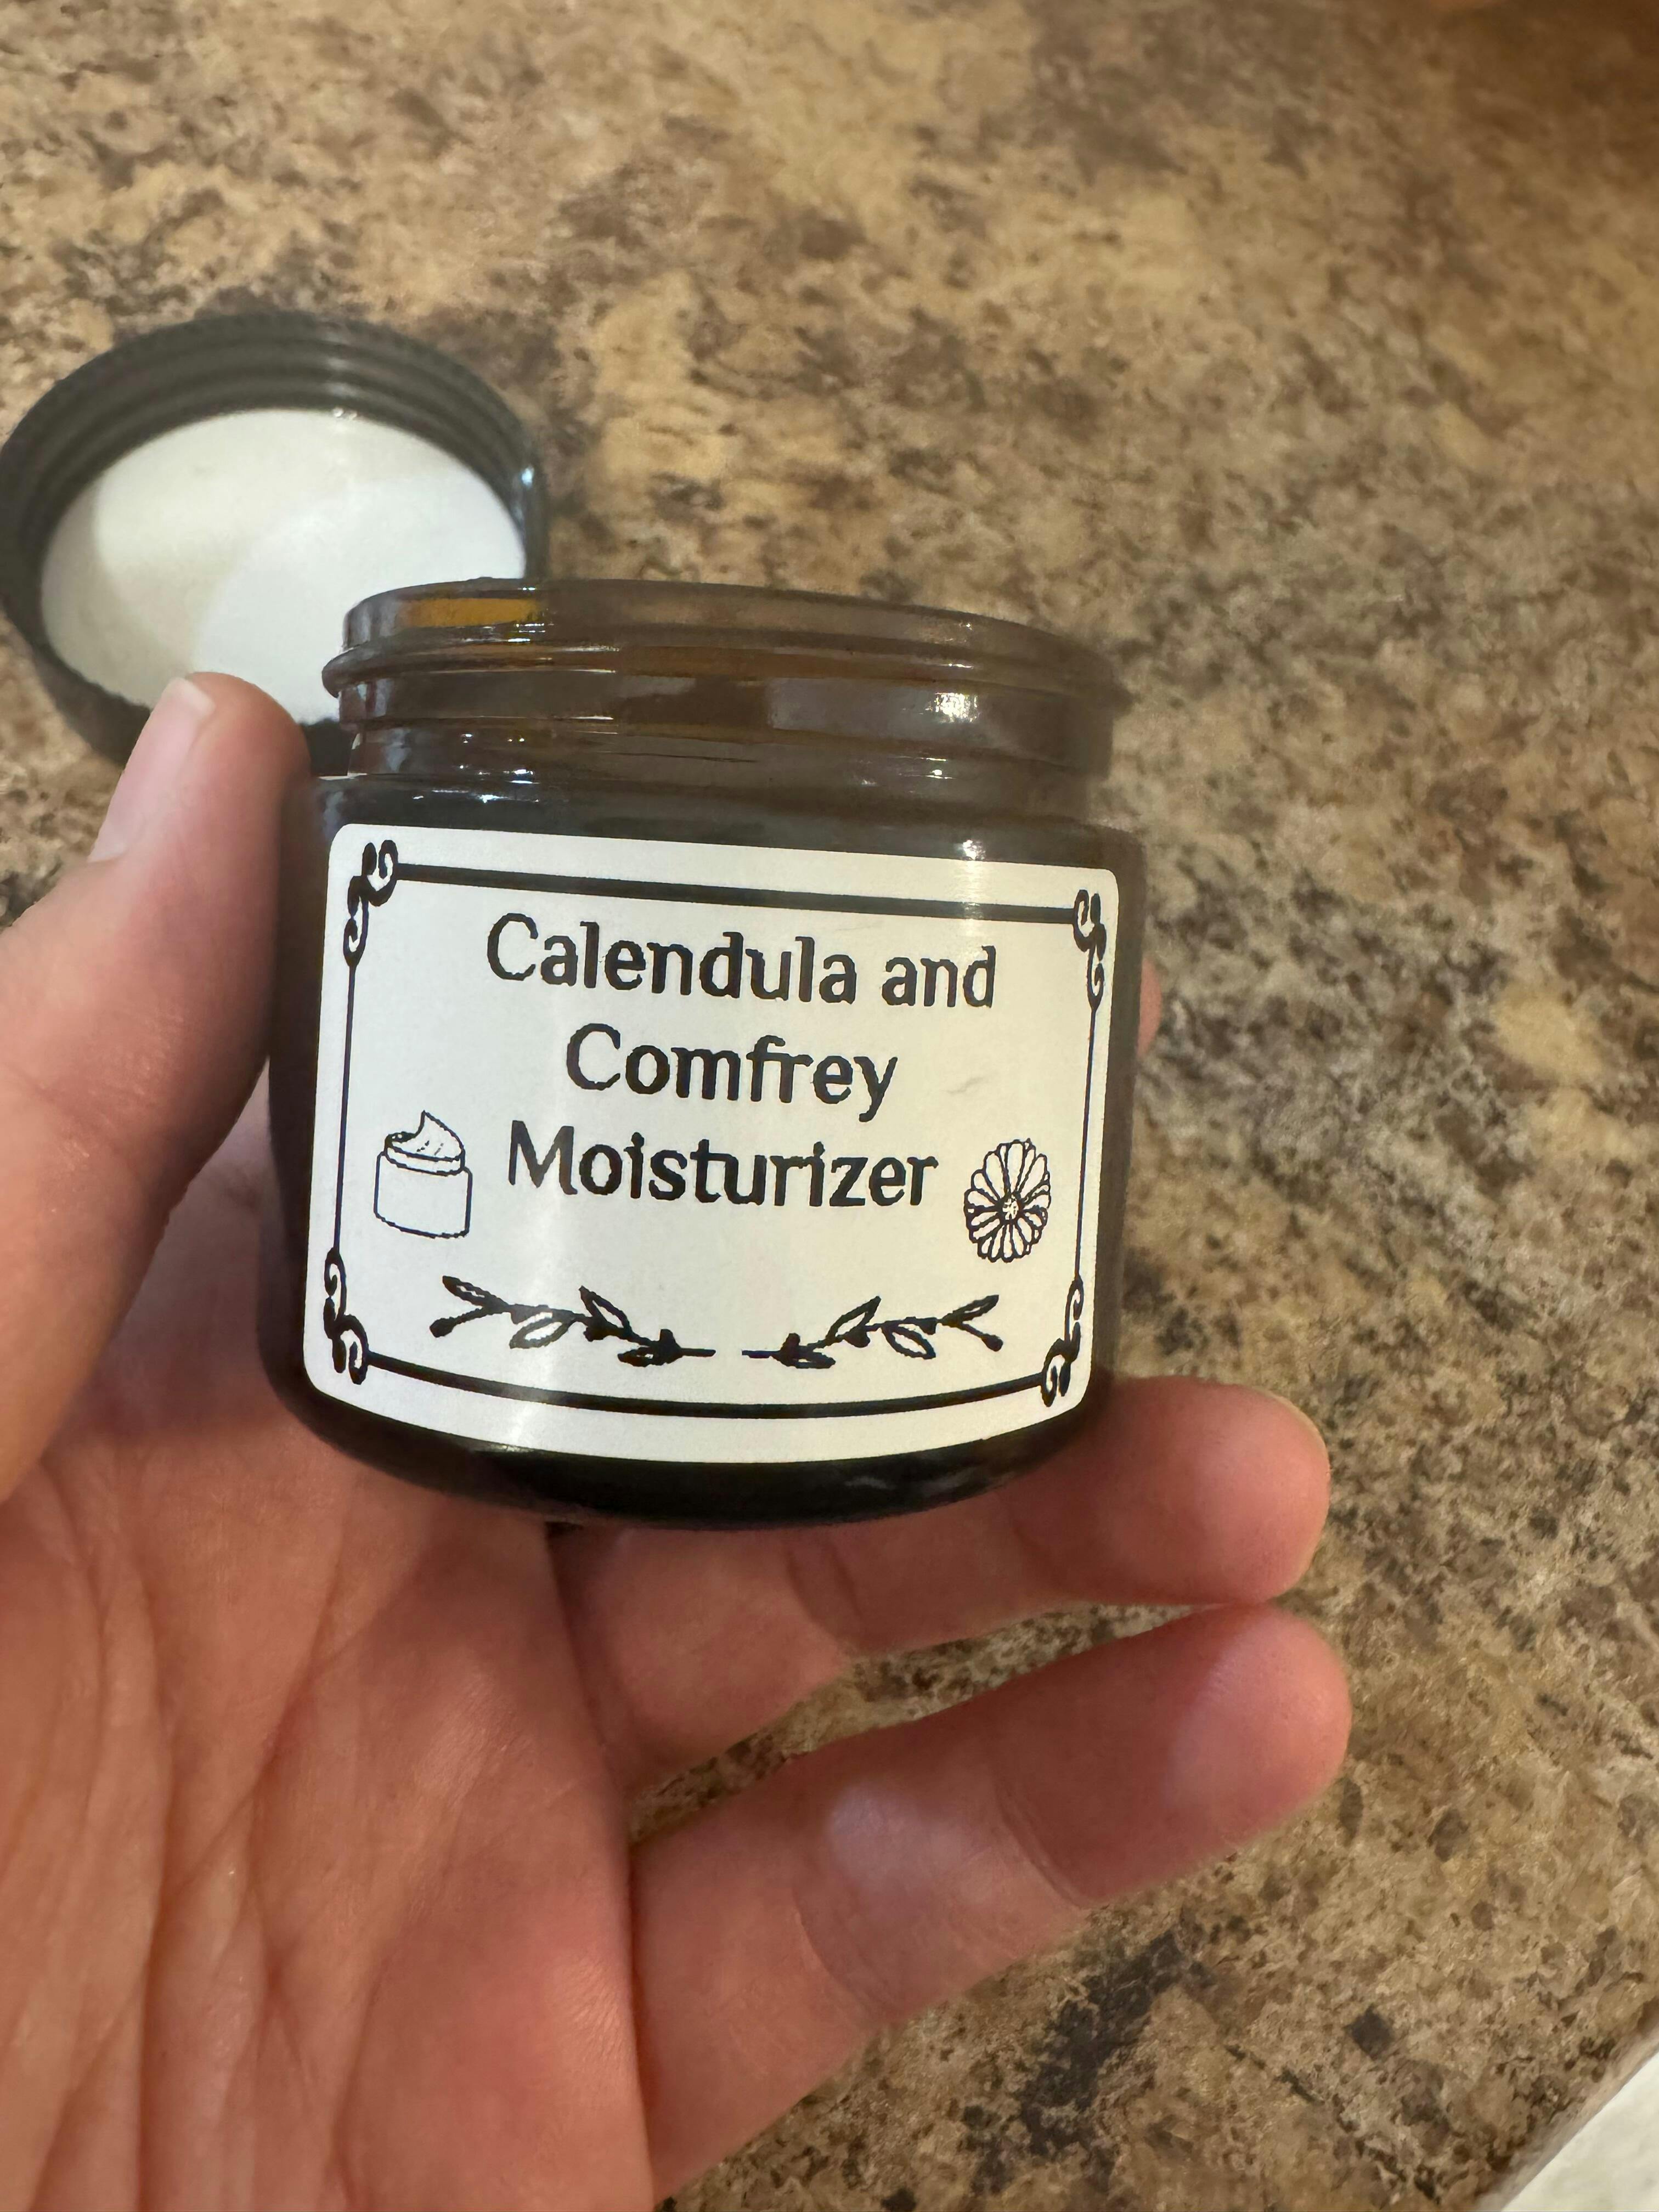 Calendula and
Comfrey
Moisturizer